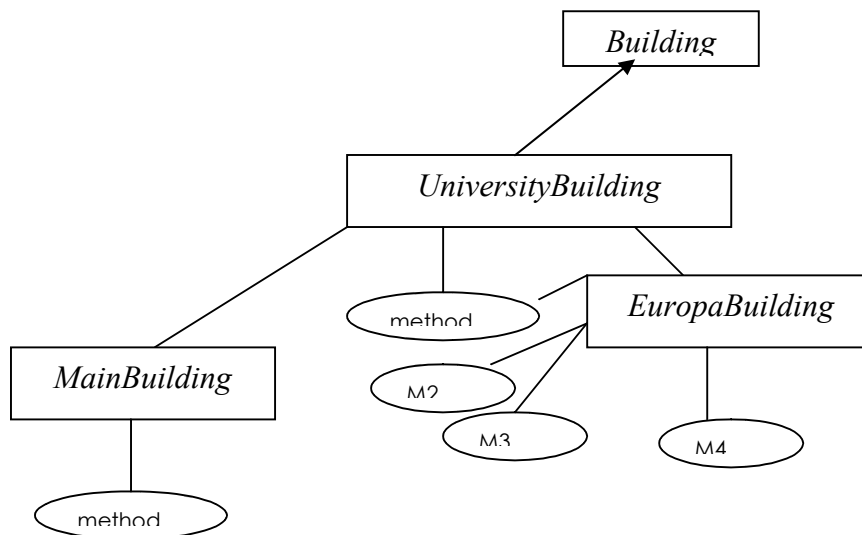 Building
UniversityBuilding
EuropaBuilding
method
MainBuilding
M2
M3
M4
method